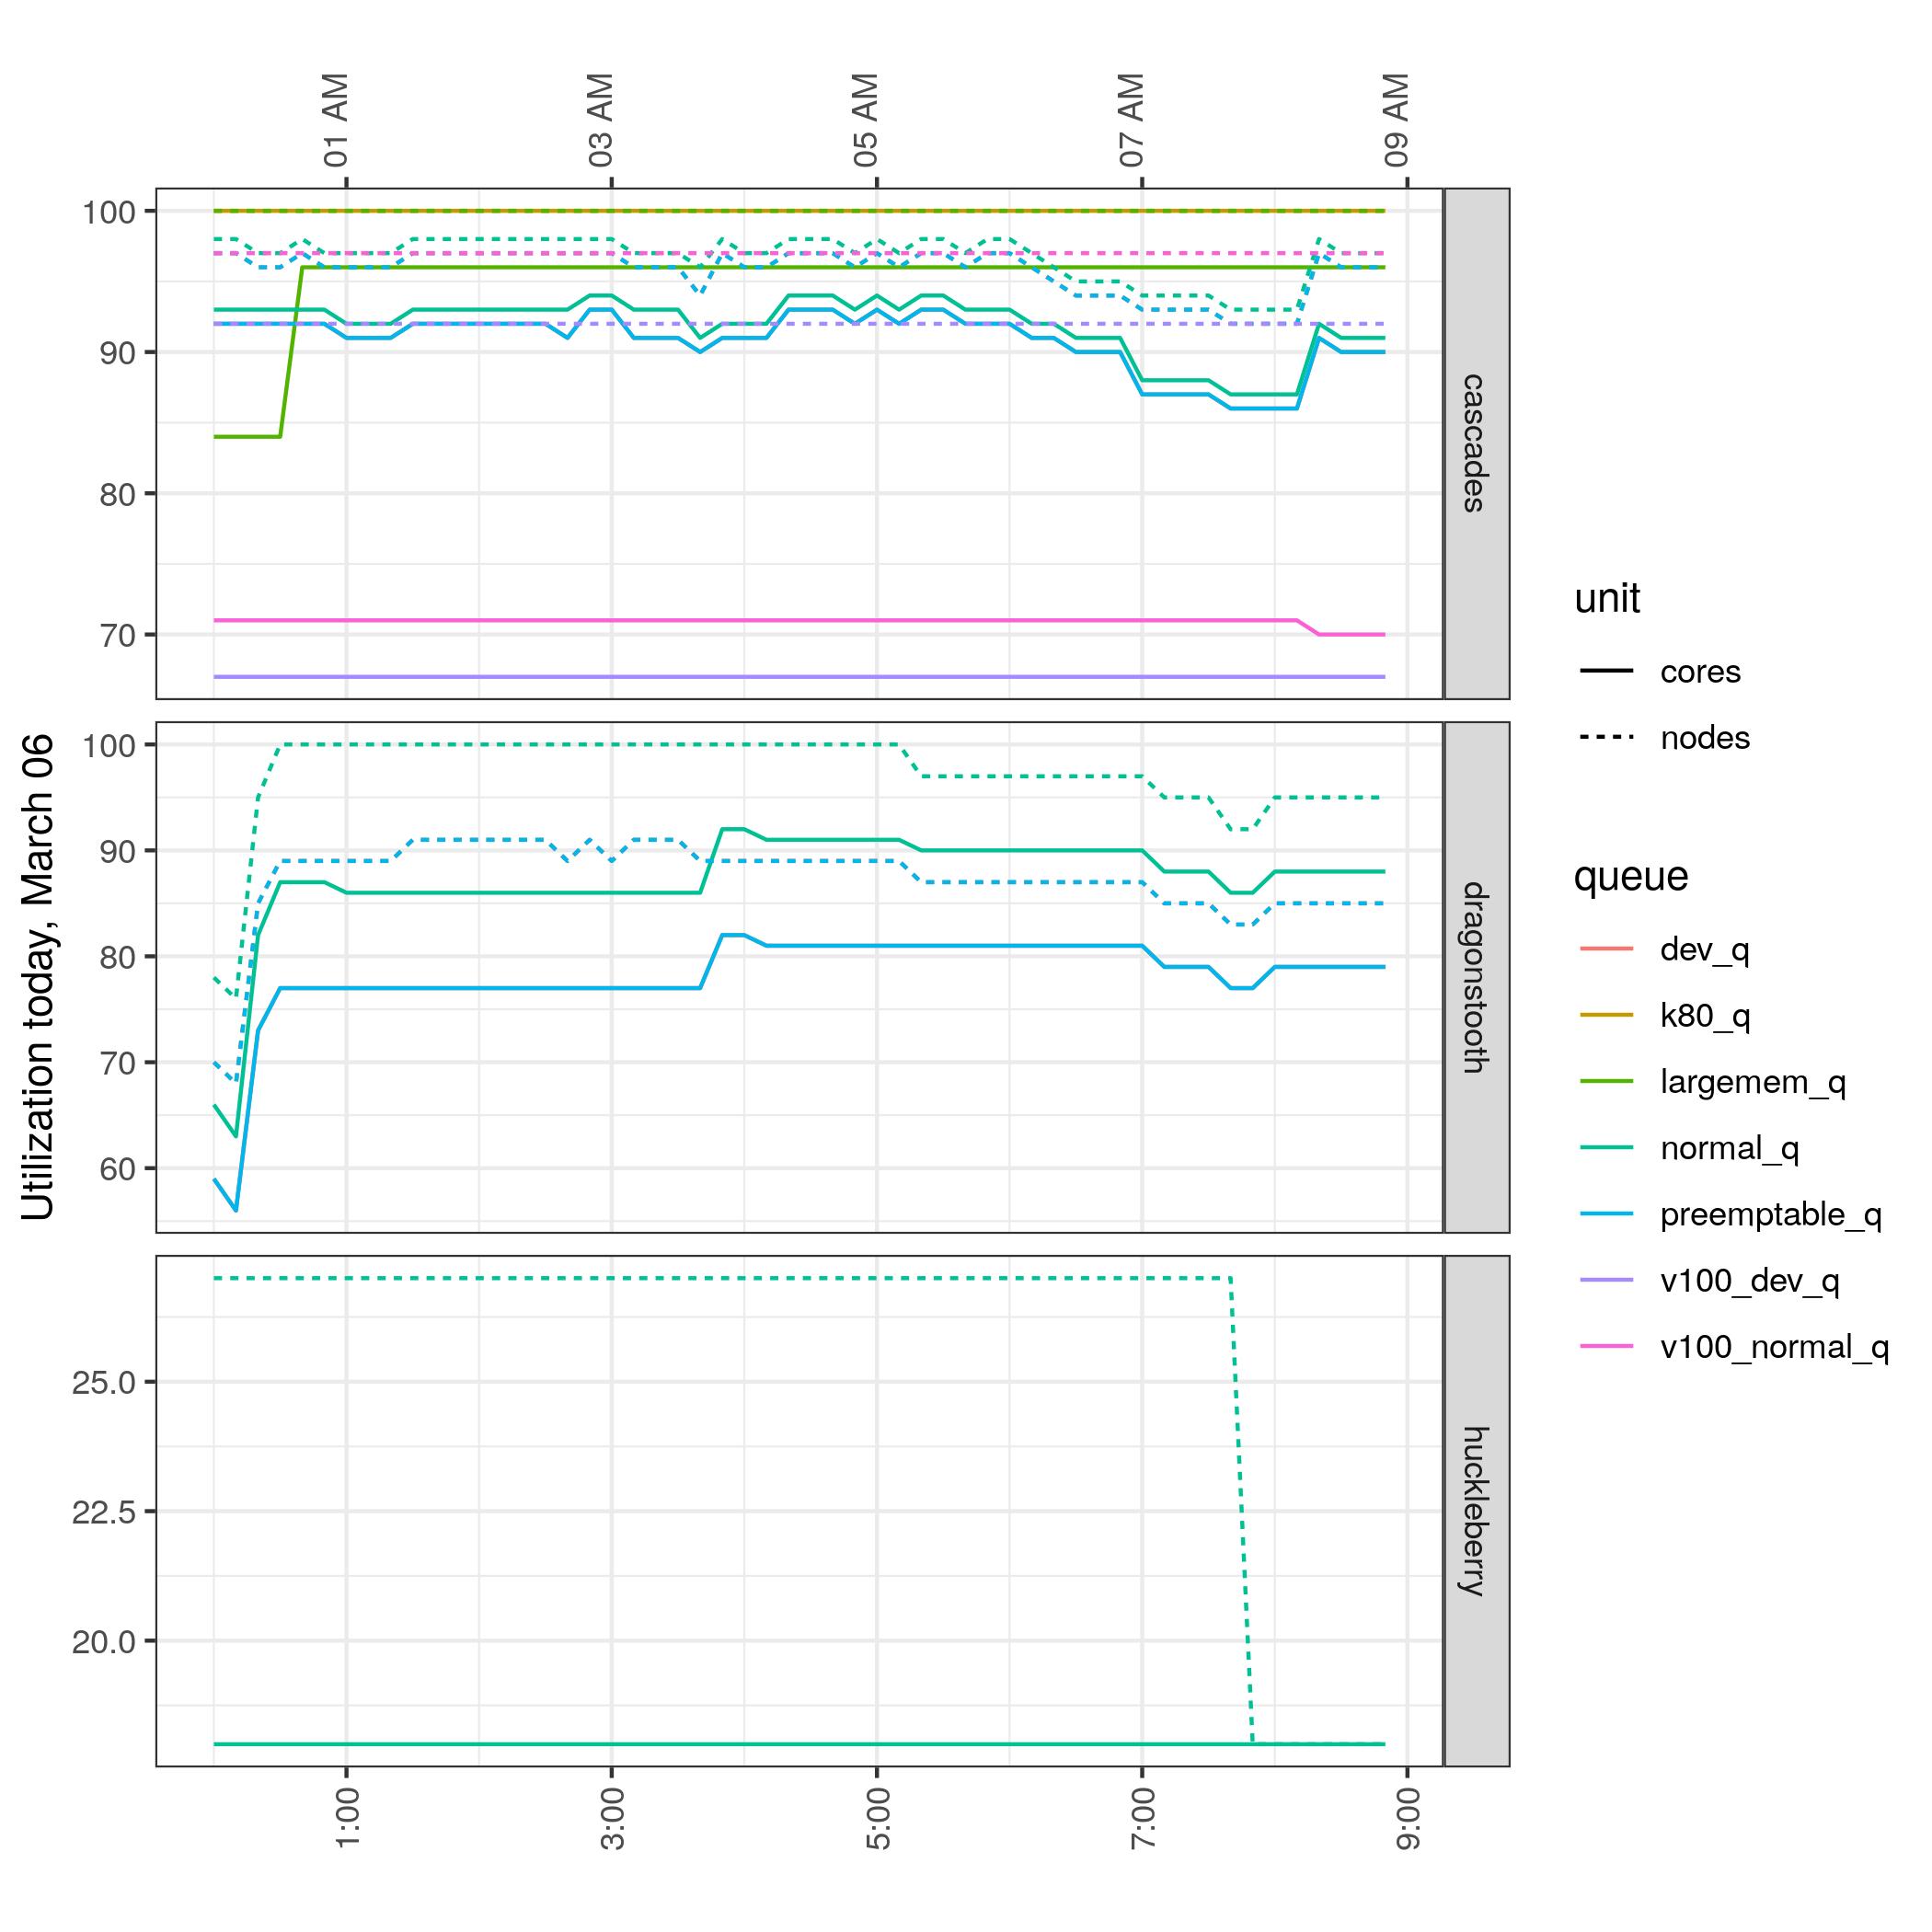 01 AM
03 AM
05 AM
07 AM
09 AM
Utilization today, March 06
100
90
80
70
cascades
100
90
80
70
60
dragonstooth
25.0
22.5
20.0
huckleberry
1:00
3:00
5:00
7:00
9:00
unit
cores
nodes
queue
dev_q
k80_q
largemem_q
normal_q
preemptable_q
v100_dev_q
v100_normal_q